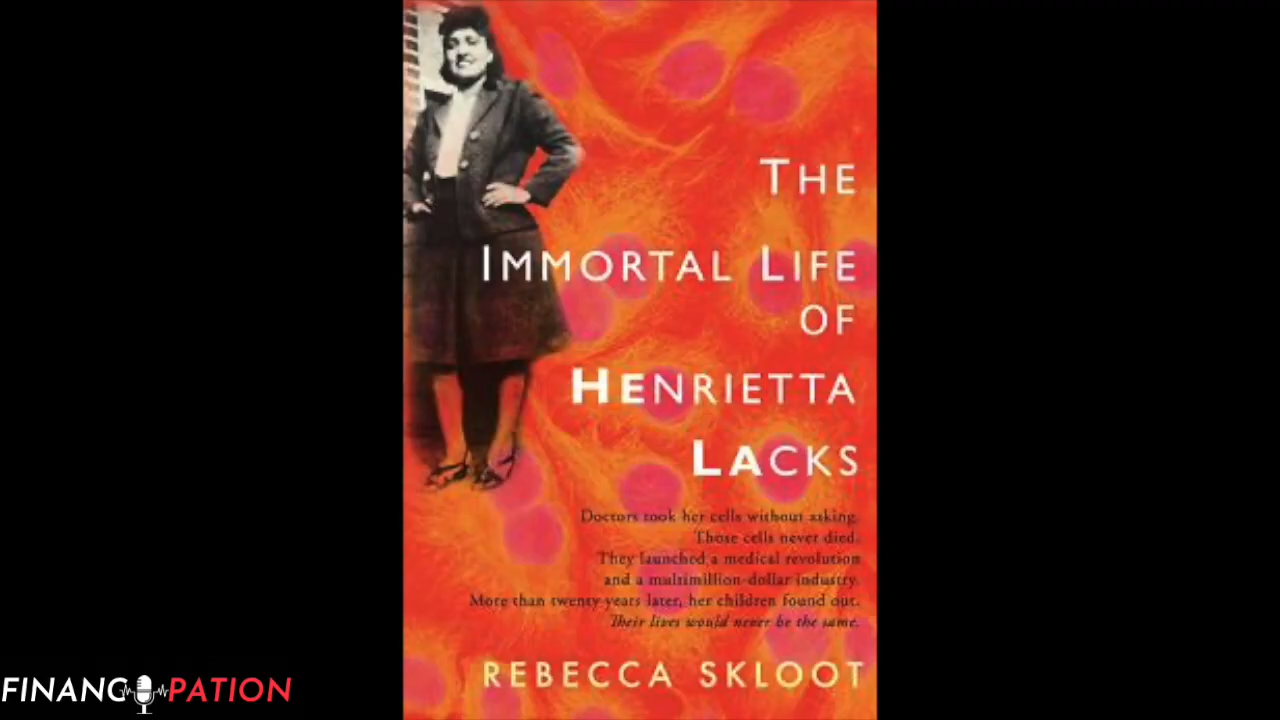 THE
IMMORTAL LIFE
OF
HENRIETTA
LACKS
Doctors took her cells without asking.
Those cells never died.
They launched a medical revolution
and a multimillion-dollar industry.
More than twenty years later, her children found out.
Their lives would never be the same.
REBECCA SKLOOT
FINANC PATION